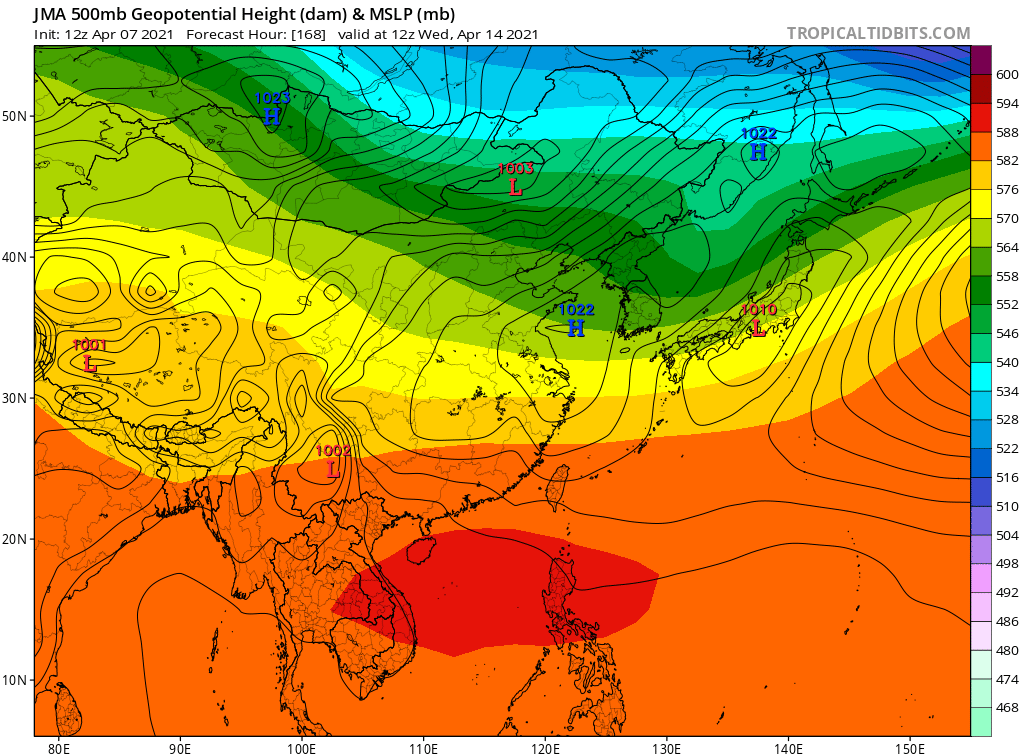 JMA 500mb Geopotential Height (dam) & MSLP (mb)
Init: 12z Apr 07 2021 Forecast Hour: [168] valid at 12z Wed, Apr 14 2021
TROPICALTIDBITS.COM
600
594
588
582
576
570
564
558
552
546
540
534
528
522
516
510
504
498
492
486
480
474
468
50N
40N
30N
20N
10N
1023
H
1022
H
1003
L
1022
H
1010
L
1001
L
1002
L
80E 90E 100E 110E 120E 130E 140E 150E